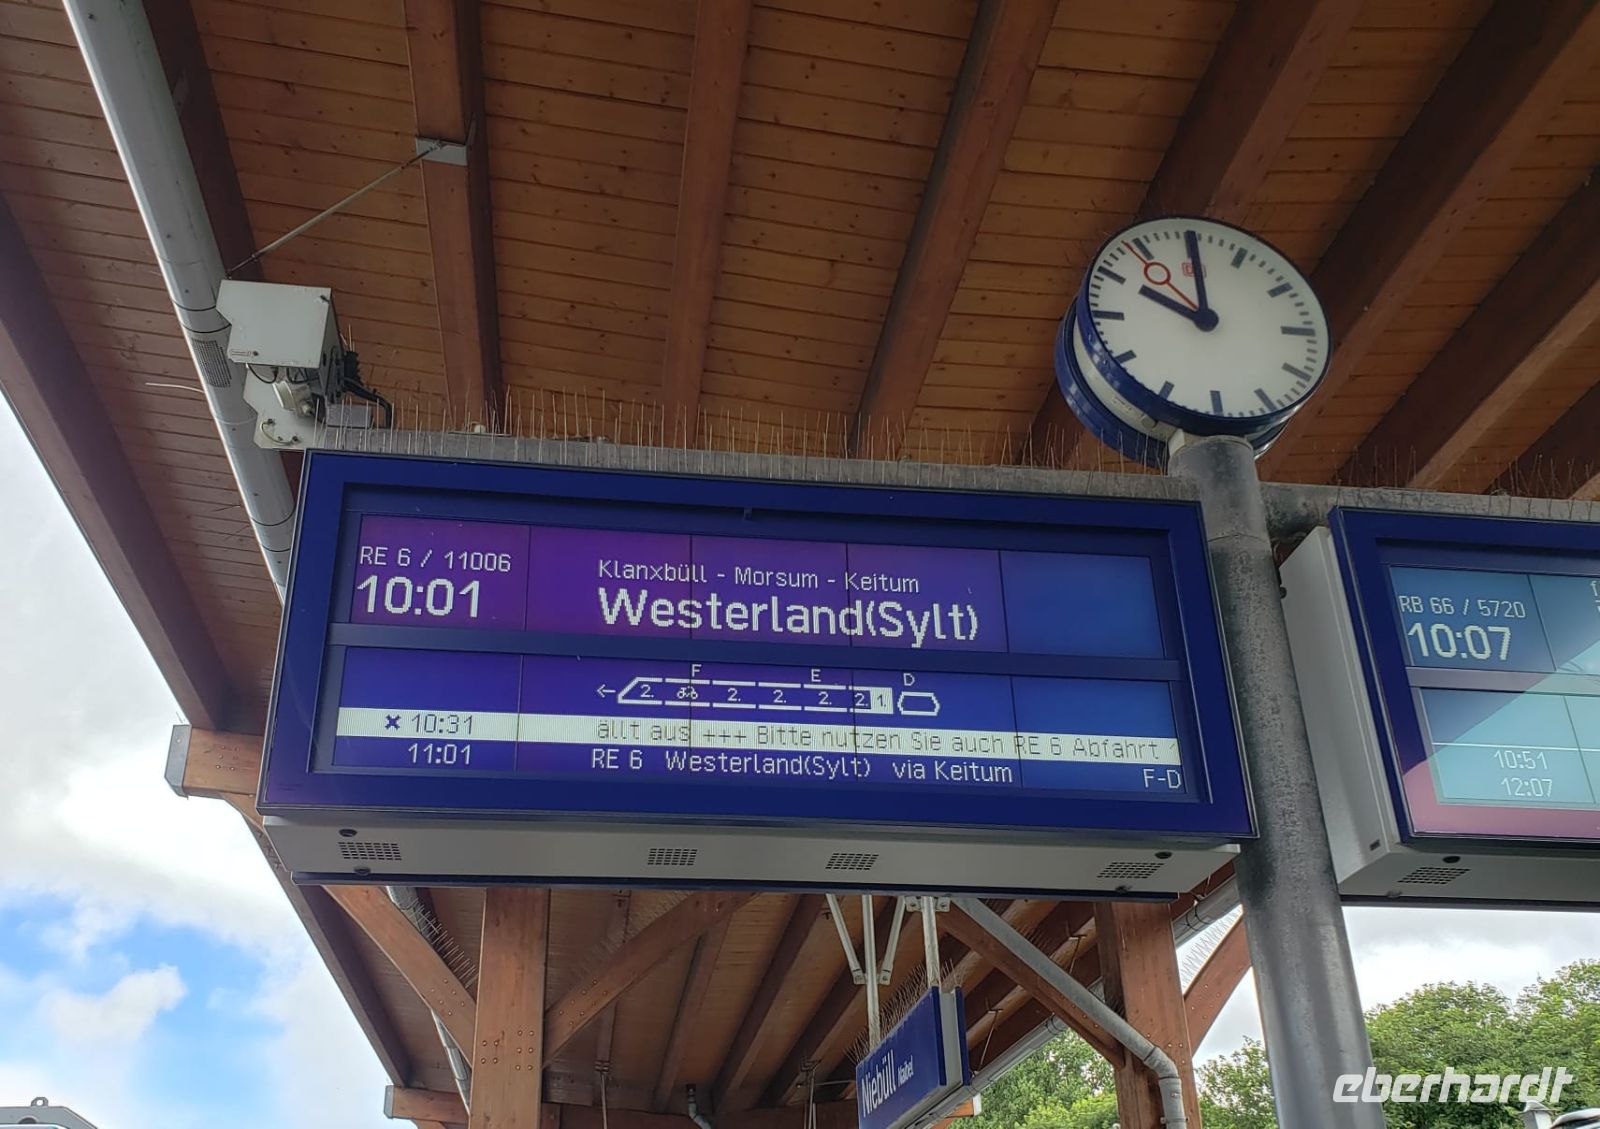 RE 6 / 11006
10:01
Klanxbüll - Morsum - Keitum
Westerland(Sylt)
F E D
2. 2. 2. 2. 2. 1.
10:31 ällt aus +++ Bitte nutzen Sie auch RE 6 Abfahrt
11:01 RE 6 Westerland(Sylt) via Keitum F-D
RB 66 / 5720
10:07
10:51
12:07
DB
Niebüll
eberhardt